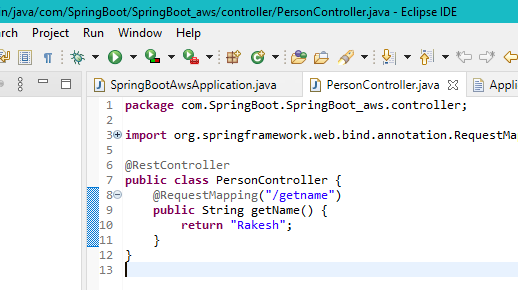 in/java/com/SpringBoot/SpringBoot_aws/controller/PersonController.java - Eclipse IDE
Project Run Window Help
SpringBootAwsApplication.java PersonController.java Appl
1 package com.SpringBoot.SpringBoot_aws.controller;
2
3 import org.springframework.web.bind.annotation.RequestMa
5
6 @RestController
7 public class PersonController {
8 @RequestMapping("/getname")
9 public String getName() {
10 return "Rakesh";
11 }
12 }
13